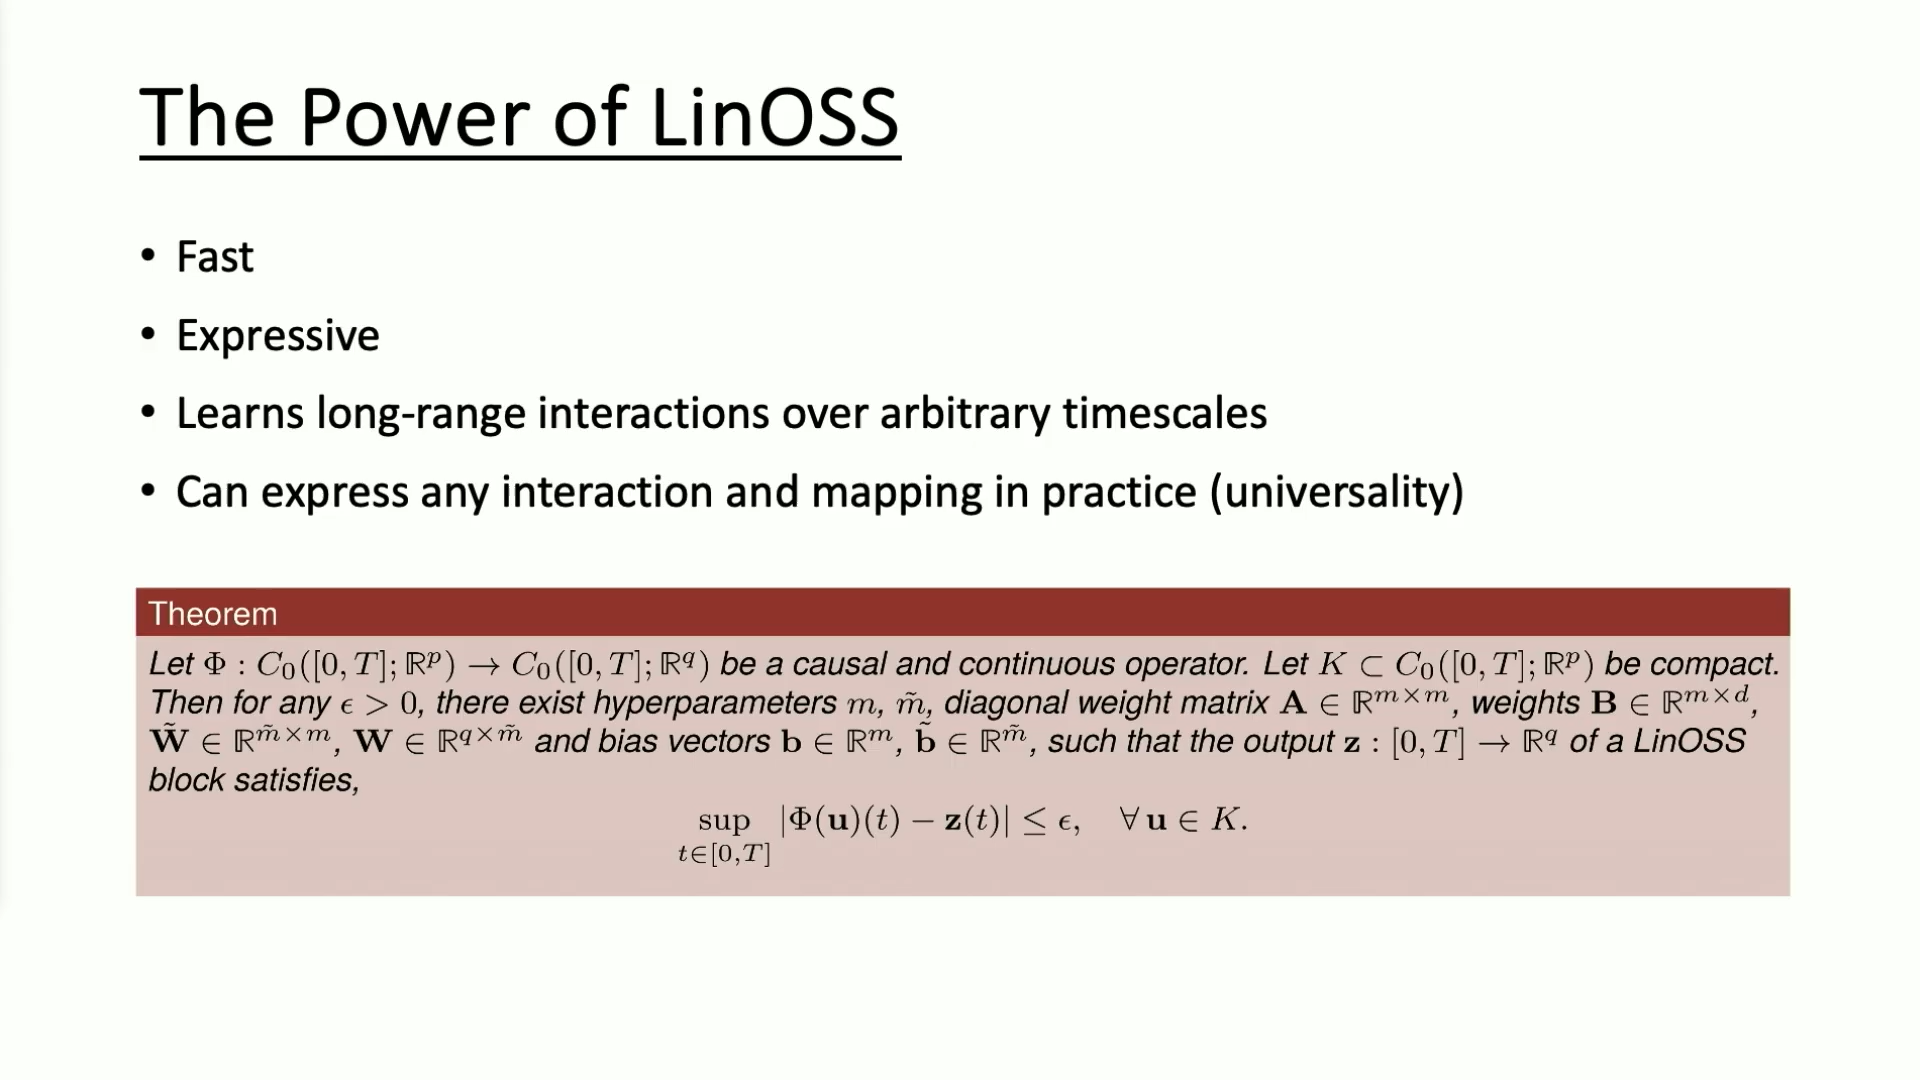 The Power of LinOSS
• Fast
• Expressive
• Learns long-range interactions over arbitrary timescales
• Can express any interaction and mapping in practice (universality)
Theorem
Let Φ : C₀([0, T]; ℝᵖ) → C₀([0, T]; ℝ^q) be a causal and continuous operator. Let K ⊂ C₀([0, T]; ℝᵖ) be compact.
Then for any ϵ > 0, there exist hyperparameters m, m̃, diagonal weight matrix A ∈ ℝ^{m×m}, weights B ∈ ℝ^{m×d},
W̃ ∈ ℝ^{m̃×m}, W ∈ ℝ^{q×m̃} and bias vectors b ∈ ℝ^m, b̃ ∈ ℝ^{m̃}, such that the output z : [0, T] → ℝ^q of a LinOSS
block satisfies,
sup |Φ(u)(t) − z(t)| ≤ ϵ, ∀ u ∈ K.
t∈[0,T]